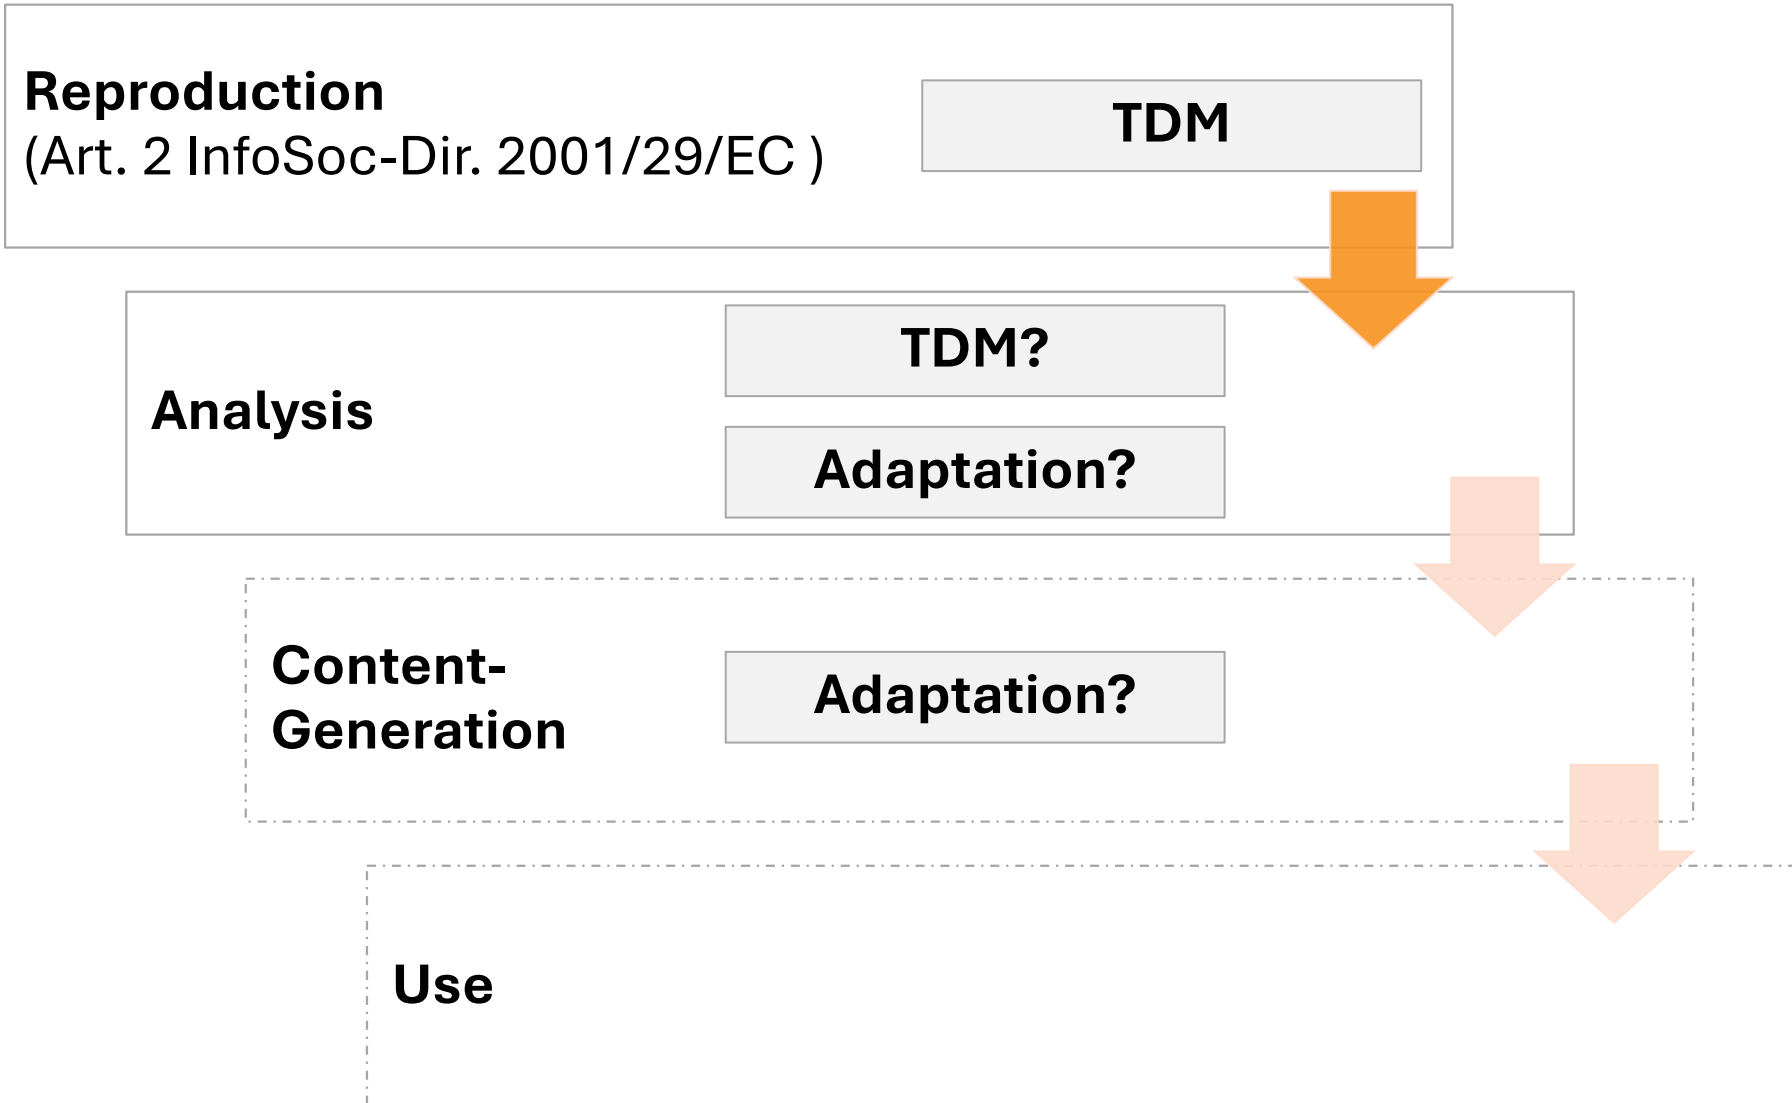 Reproduction
(Art. 2 InfoSoc-Dir. 2001/29/EC )
TDM
TDM?
Analysis
Adaptation?
Content-
Generation
Adaptation?
Use